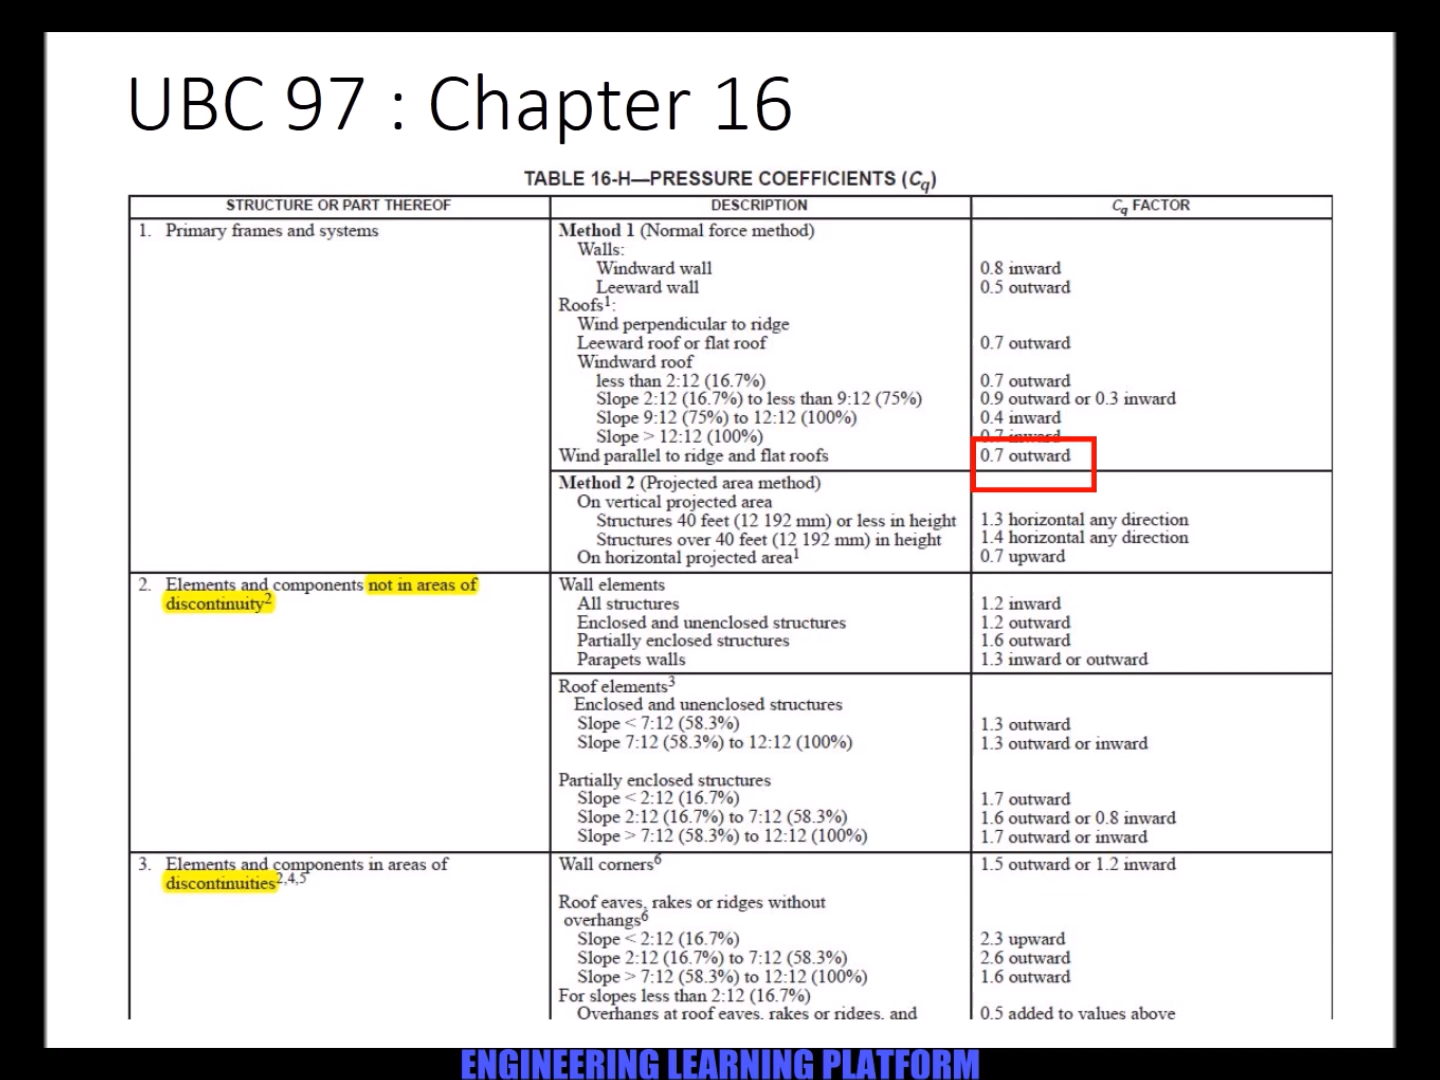 UBC 97 : Chapter 16
TABLE 16-H—PRESSURE COEFFICIENTS (Cq)
STRUCTURE OR PART THEREOF DESCRIPTION Cq FACTOR
1. Primary frames and systems Method 1 (Normal force method)
Walls:
Windward wall 0.8 inward
Leeward wall 0.5 outward
Roofs1:
Wind perpendicular to ridge
Leeward roof or flat roof 0.7 outward
Windward roof
less than 2:12 (16.7%) 0.7 outward
Slope 2:12 (16.7%) to less than 9:12 (75%) 0.9 outward or 0.3 inward
Slope 9:12 (75%) to 12:12 (100%) 0.4 inward
Slope > 12:12 (100%) 0.7 inward
Wind parallel to ridge and flat roofs 0.7 outward
Method 2 (Projected area method)
On vertical projected area
Structures 40 feet (12 192 mm) or less in height 1.3 horizontal any direction
Structures over 40 feet (12 192 mm) in height 1.4 horizontal any direction
On horizontal projected area1 0.7 upward
2. Elements and components not in areas of Wall elements
discontinuity2 All structures 1.2 inward
Enclosed and unenclosed structures 1.2 outward
Partially enclosed structures 1.6 outward
Parapets walls 1.3 inward or outward
Roof elements3
Enclosed and unenclosed structures
Slope < 7:12 (58.3%) 1.3 outward
Slope 7:12 (58.3%) to 12:12 (100%) 1.3 outward or inward
Partially enclosed structures
Slope < 2:12 (16.7%) 1.7 outward
Slope 2:12 (16.7%) to 7:12 (58.3%) 1.6 outward or 0.8 inward
Slope > 7:12 (58.3%) to 12:12 (100%) 1.7 outward or inward
3. Elements and components in areas of Wall corners6 1.5 outward or 1.2 inward
discontinuities2,4,5
Roof eaves, rakes or ridges without
overhangs6
Slope < 2:12 (16.7%) 2.3 upward
Slope 2:12 (16.7%) to 7:12 (58.3%) 2.6 outward
Slope > 7:12 (58.3%) to 12:12 (100%) 1.6 outward
For slopes less than 2:12 (16.7%)
Overhangs at roof eaves, rakes or ridges, and 0.5 added to values above
ENGINEERING LEARNING PLATFORM